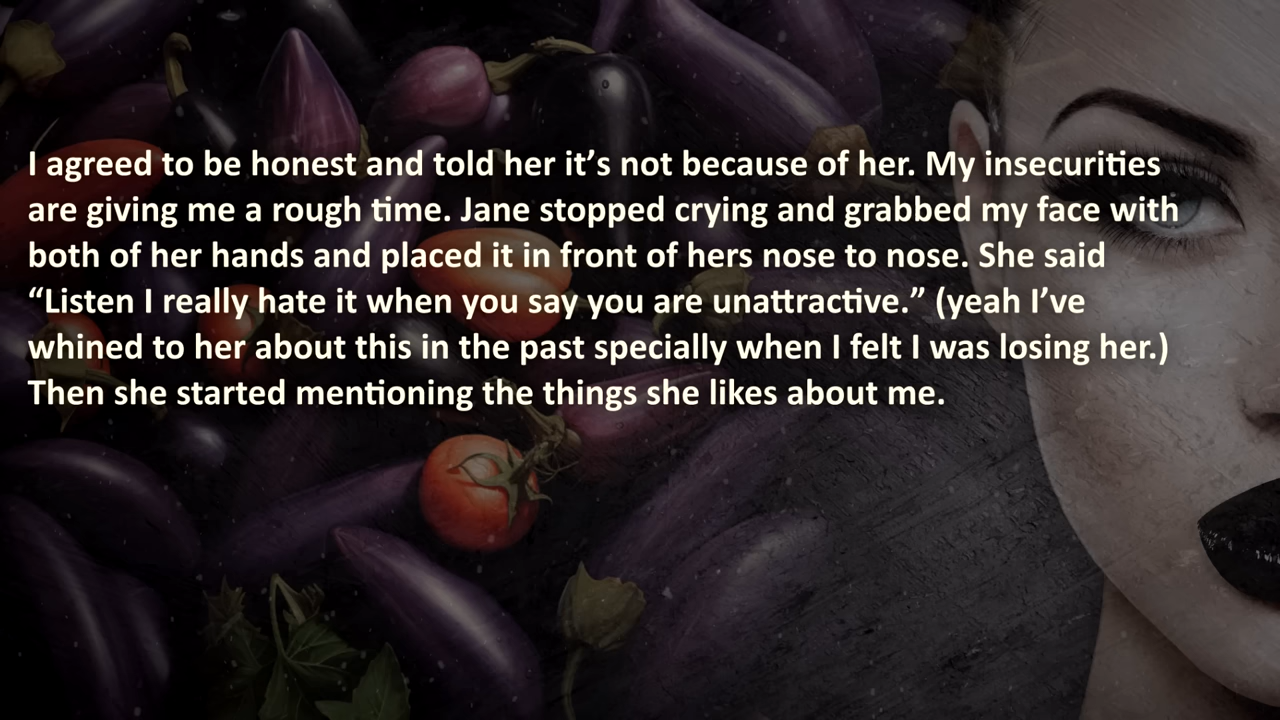 I agreed to be honest and told her it’s not because of her. My insecurities
are giving me a rough time. Jane stopped crying and grabbed my face with
both of her hands and placed it in front of hers nose to nose. She said
“Listen I really hate it when you say you are unattractive.” (yeah I’ve
whined to her about this in the past specially when I felt I was losing her.)
Then she started mentioning the things she likes about me.